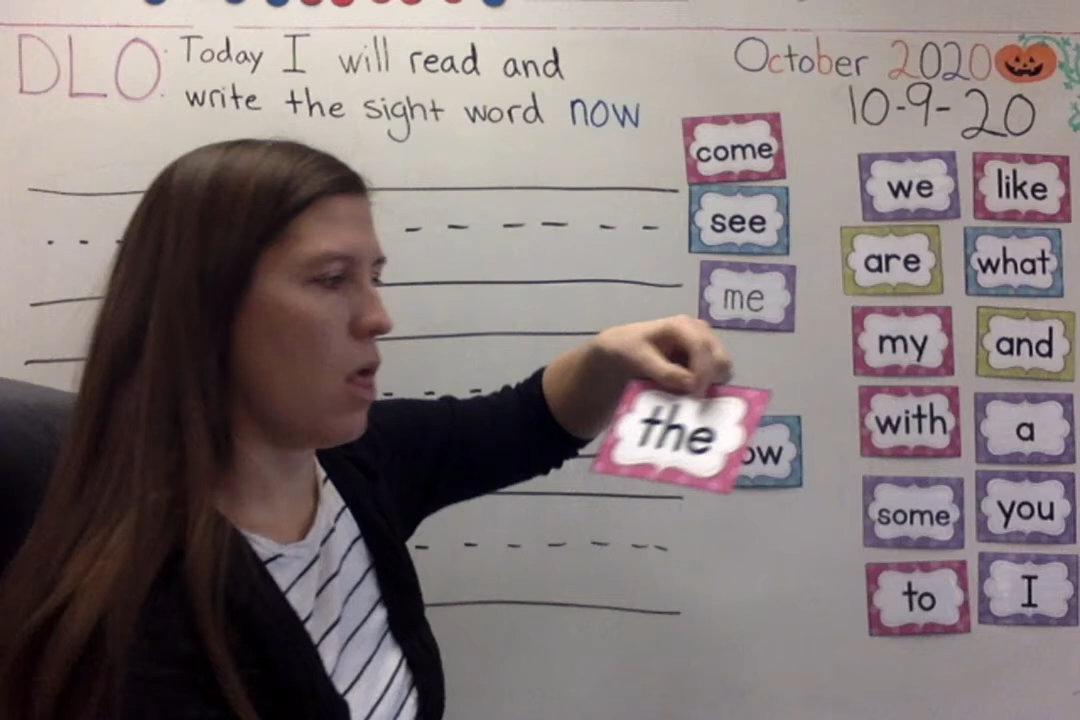 DLO: Today I will read and
write the sight word now
October 2020
10-9-20
come
see
me
the
ow
we like
are what
my and
with a
some you
to I